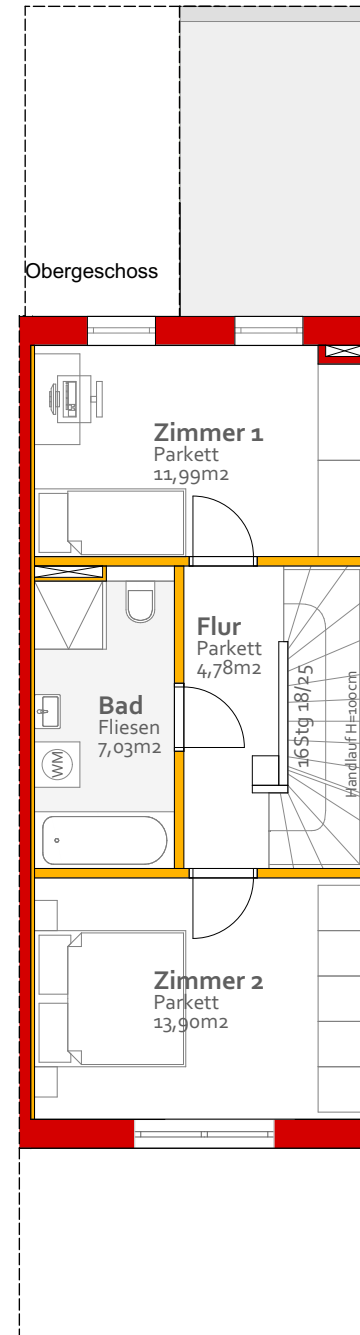 Obergeschoss
Zimmer 1
Parkett
11,99m2
Flur
Parkett
4,78m2
16Stg 18/25
Handlauf H=100cm
Bad
Fliesen
7,03m2
WM
Zimmer 2
Parkett
13,90m2